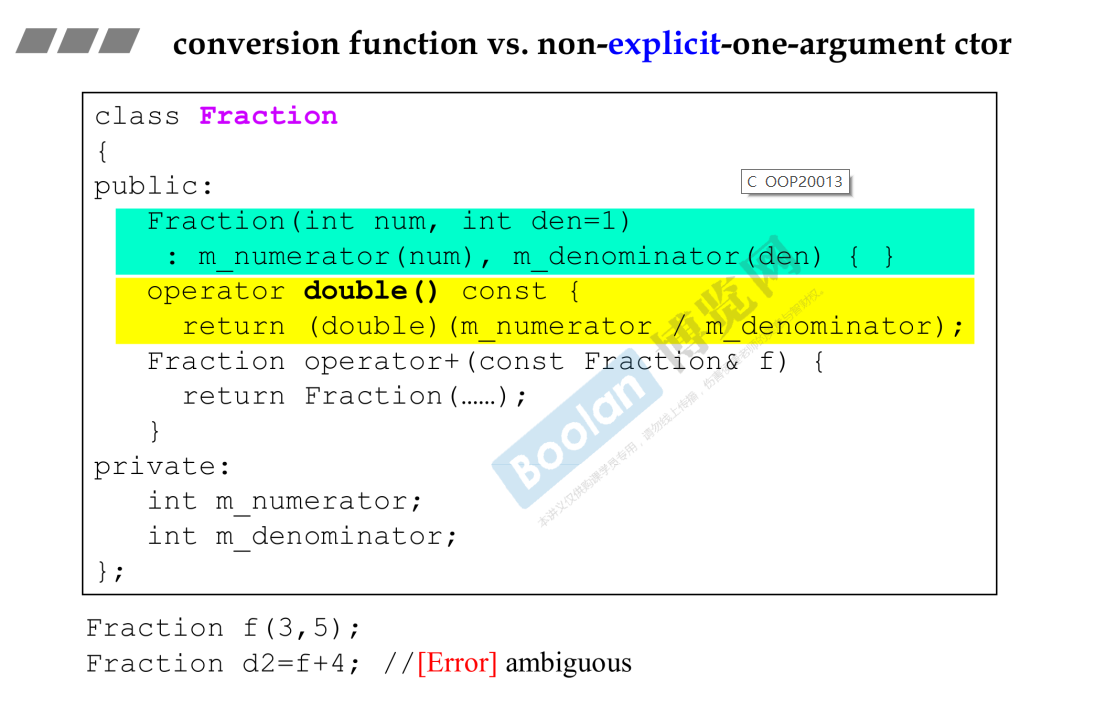 conversion function vs. non-explicit-one-argument ctor
class Fraction
{
public:
C OOP20013
Fraction(int num, int den=1)
: m_numerator(num), m_denominator(den) { }
operator double() const {
return (double)(m_numerator / m_denominator);
Fraction operator+(const Fraction& f) {
return Fraction(……);
}
private:
int m_numerator;
int m_denominator;
};
Boolan 博览网
Fraction f(3,5);
Fraction d2=f+4; //[Error] ambiguous